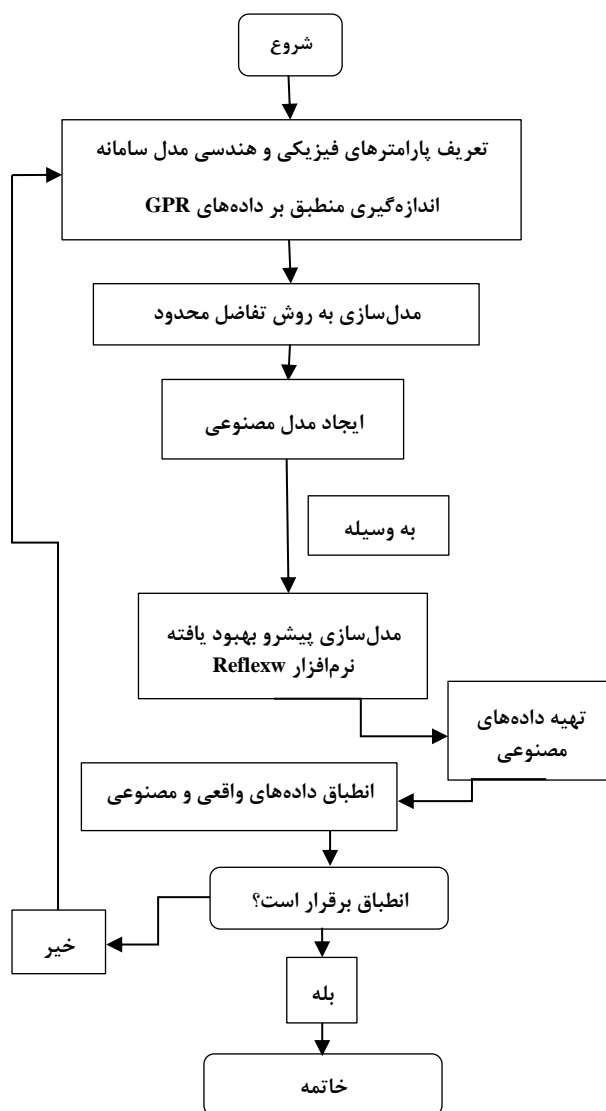 شروع
تعریف پارامترهای فیزیکی و هندسی مدل سامانه
اندازه‌گیری منطبق بر داده‌های GPR
مدل‌سازی به روش تفاضل محدود
ایجاد مدل مصنوعی
به وسیله
مدل‌سازی پیشرو بهبود یافته
نرم‌افزار Reflexw
تهیه داده‌های
مصنوعی
انطباق داده‌های واقعی و مصنوعی
انطباق برقرار است؟
خیر
بله
خاتمه